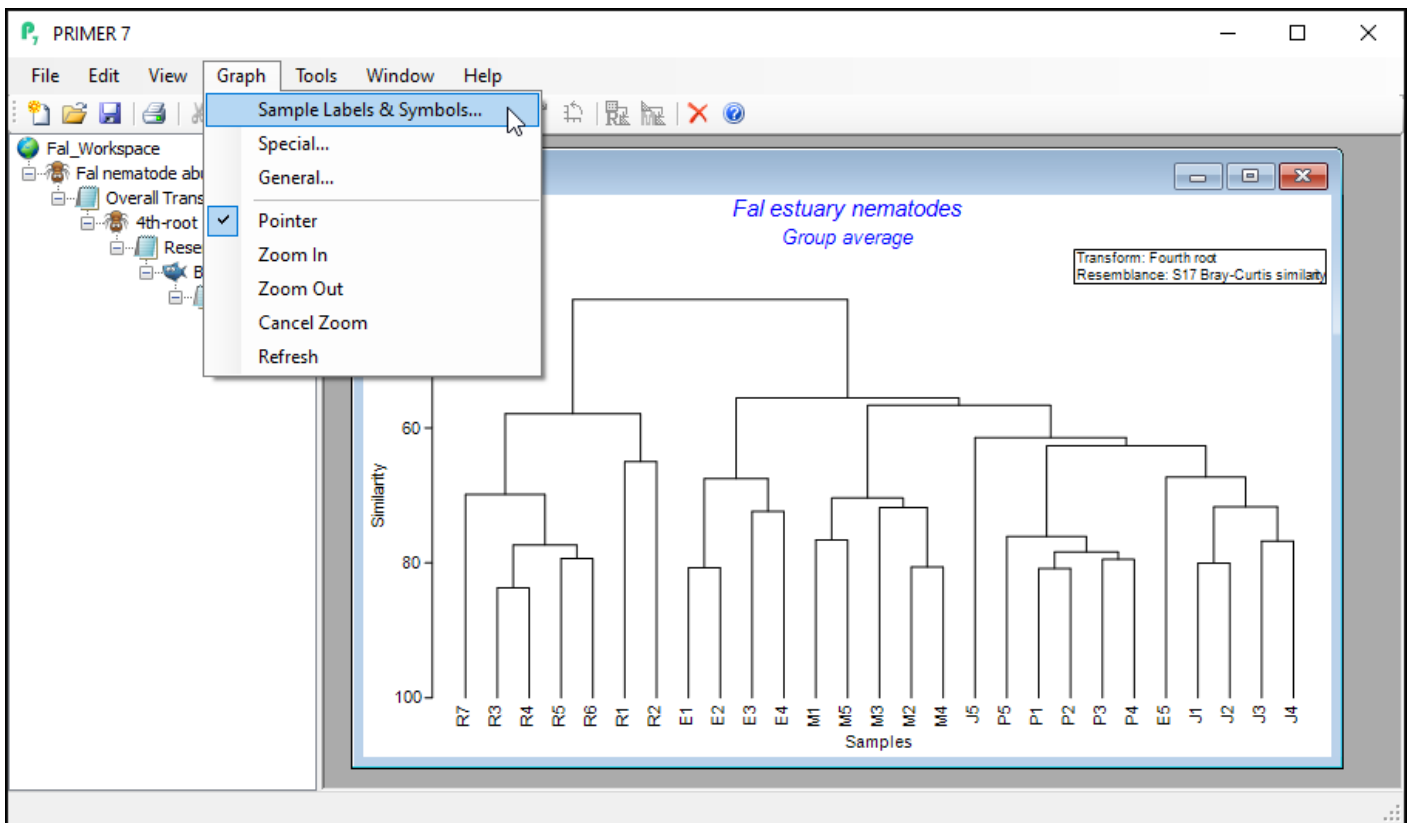 PRIMER 7
File Edit View Graph Tools Window Help
Sample Labels & Symbols...
Special...
General...
Pointer
Zoom In
Zoom Out
Cancel Zoom
Refresh
Fal_Workspace
Fal nematode
Overall Trans
4th-root
Rese
B
Fal estuary nematodes
Group average
Transform: Fourth root
Resemblance: S17 Bray-Curtis similarity
60
80
100
Similarity
R7 R3 R4 R5 R6 R1 R2 E1 E2 E3 E4 M1 M5 M3 M2 M4 J5 P5 P1 P2 P3 P4 E5 J1 J2 J3 J4
Samples